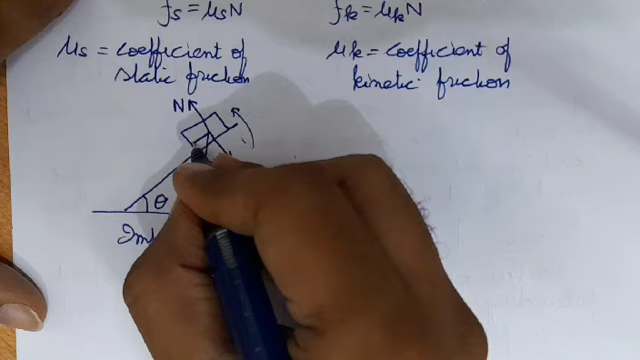 fs = μsN
fk = μkN
μs = coefficient of
static friction
μk = coefficient of
kinetic friction
N
θ